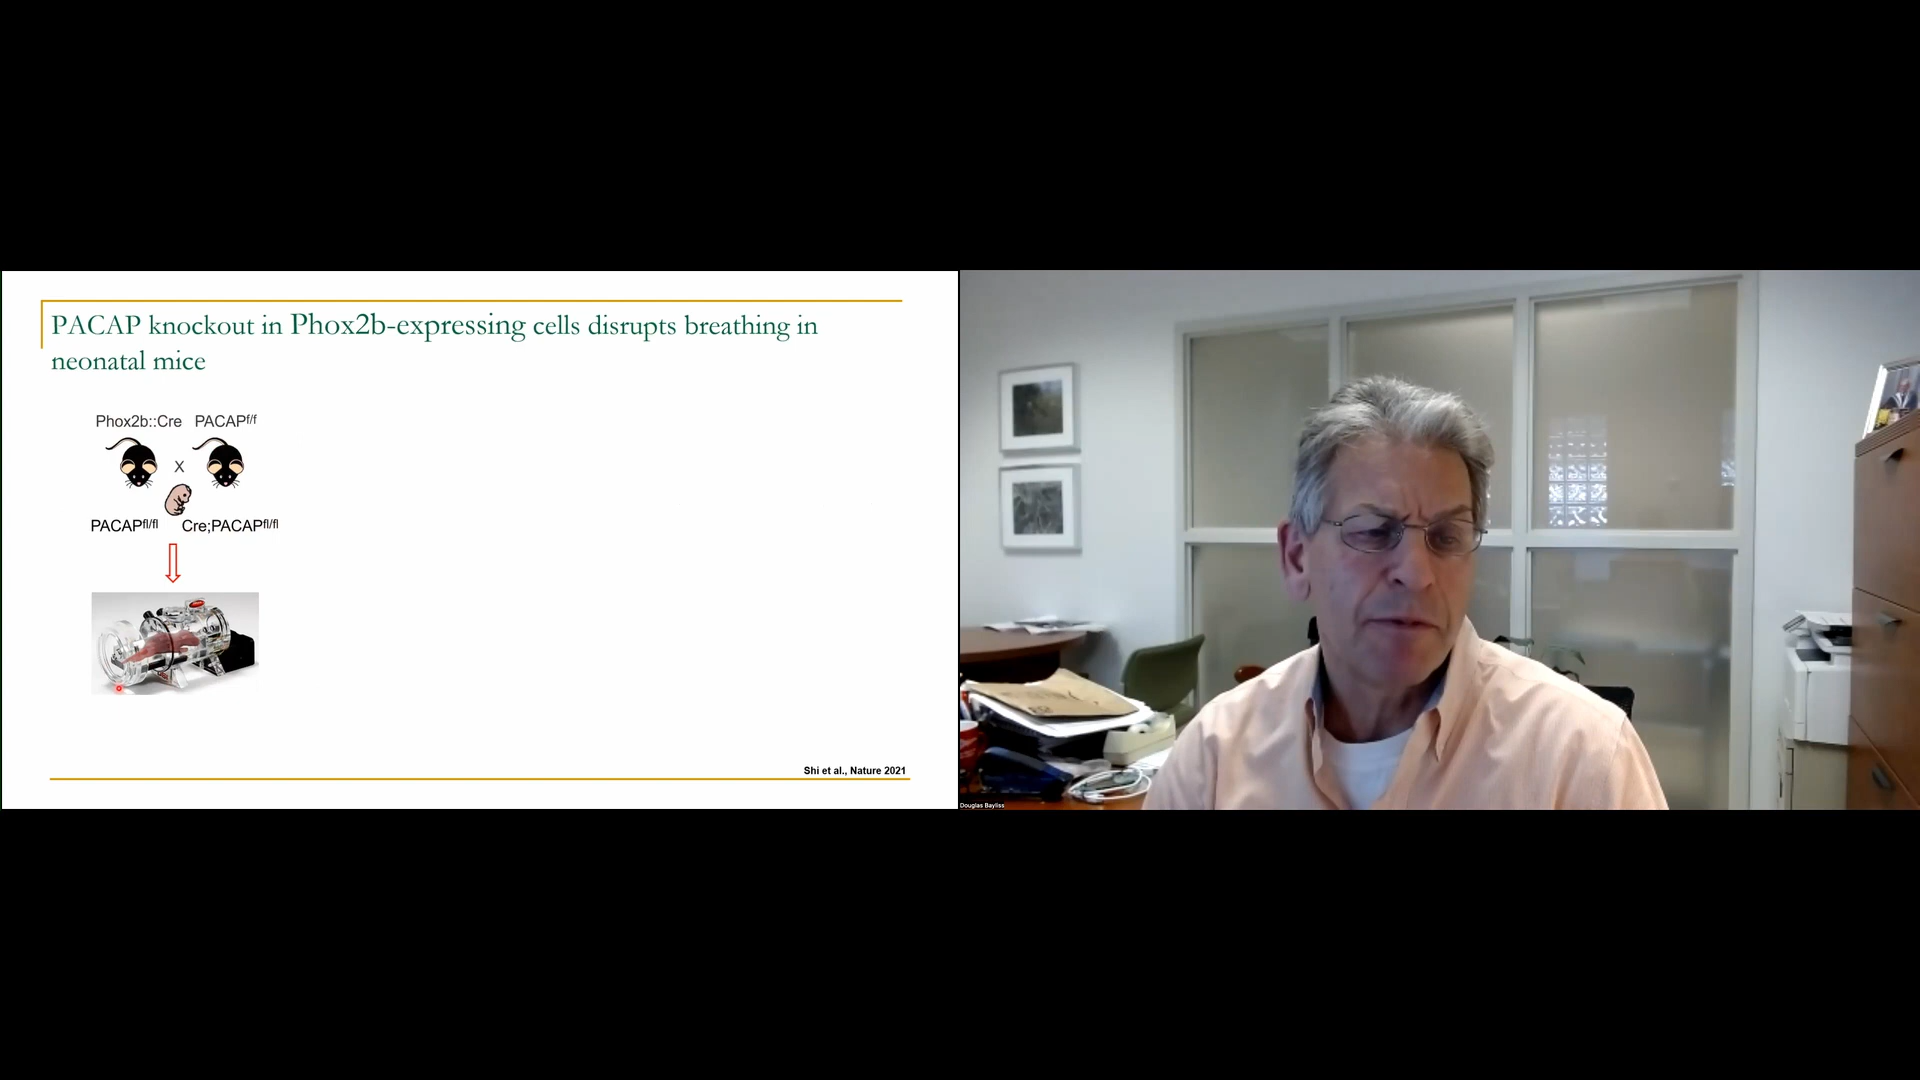 PACAP knockout in Phox2b-expressing cells disrupts breathing in
neonatal mice
Phox2b::Cre PACAPf/f
X
PACAPfl/fl Cre;PACAPfl/fl
Shi et al., Nature 2021
Douglas Bayliss